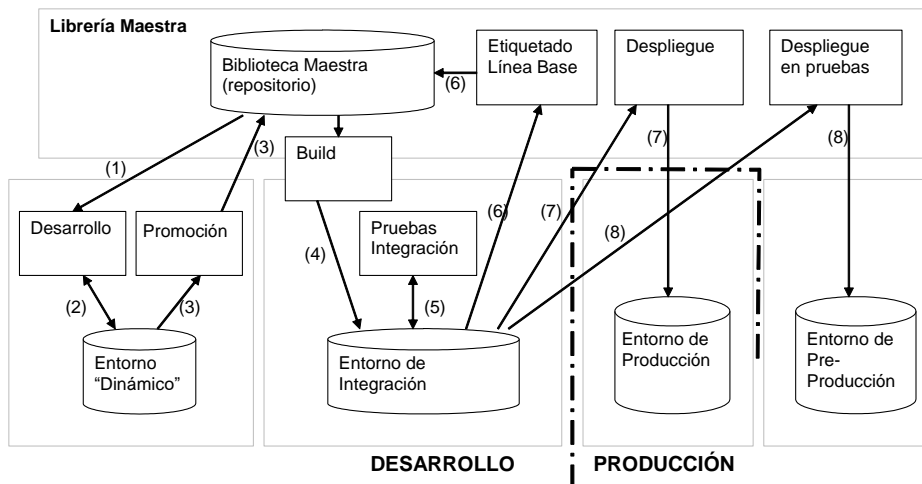 Librería Maestra
Biblioteca Maestra
(repositorio)
Etiquetado
Línea Base
Despliegue
Despliegue
en pruebas
(6)
Build
(1)
(3)
(7)
(8)
Desarrollo
Promoción
Pruebas
Integración
(4)
(6)
(7)
(8)
(2)
(3)
(5)
Entorno
“Dinámico”
Entorno de
Integración
Entorno de
Producción
Entorno de
Pre-
Producción
DESARROLLO
PRODUCCIÓN